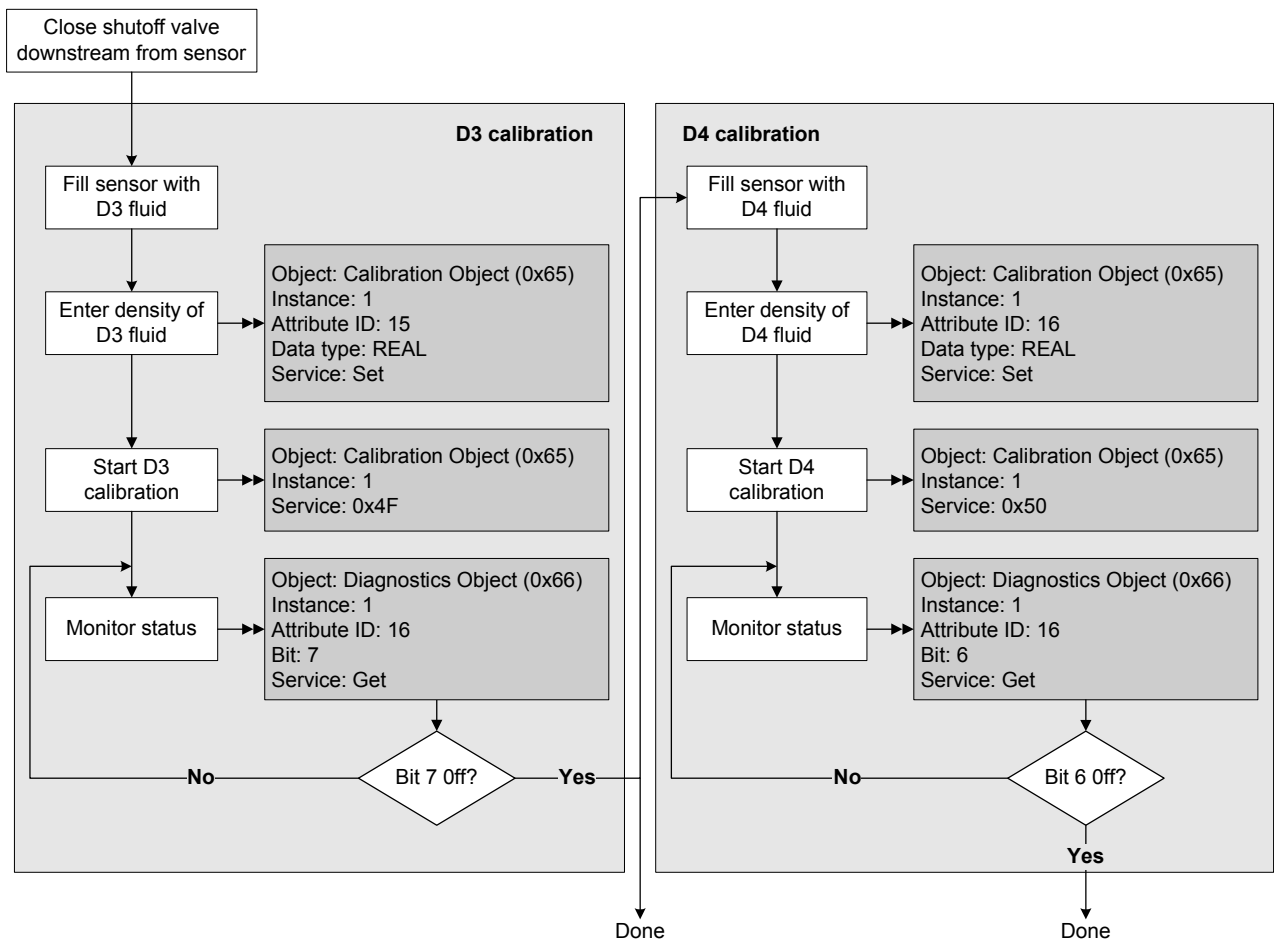 Close shutoff valve
downstream from sensor
D3 calibration
Fill sensor with
D3 fluid
Enter density of
D3 fluid
Object: Calibration Object (0x65)
Instance: 1
Attribute ID: 15
Data type: REAL
Service: Set
Start D3
calibration
Object: Calibration Object (0x65)
Instance: 1
Service: 0x4F
Monitor status
Object: Diagnostics Object (0x66)
Instance: 1
Attribute ID: 16
Bit: 7
Service: Get
Bit 7 0ff?
No
Yes
Done
D4 calibration
Fill sensor with
D4 fluid
Enter density of
D4 fluid
Object: Calibration Object (0x65)
Instance: 1
Attribute ID: 16
Data type: REAL
Service: Set
Start D4
calibration
Object: Calibration Object (0x65)
Instance: 1
Service: 0x50
Monitor status
Object: Diagnostics Object (0x66)
Instance: 1
Attribute ID: 16
Bit: 6
Service: Get
Bit 6 0ff?
No
Yes
Done